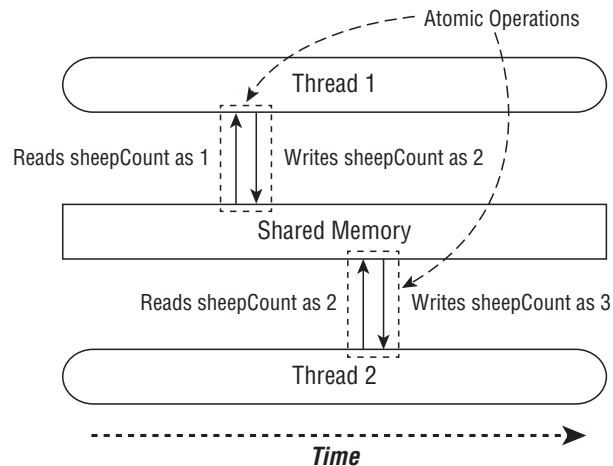 Atomic Operations
Thread 1
Reads sheepCount as 1
Writes sheepCount as 2
Shared Memory
Reads sheepCount as 2
Writes sheepCount as 3
Thread 2
Time